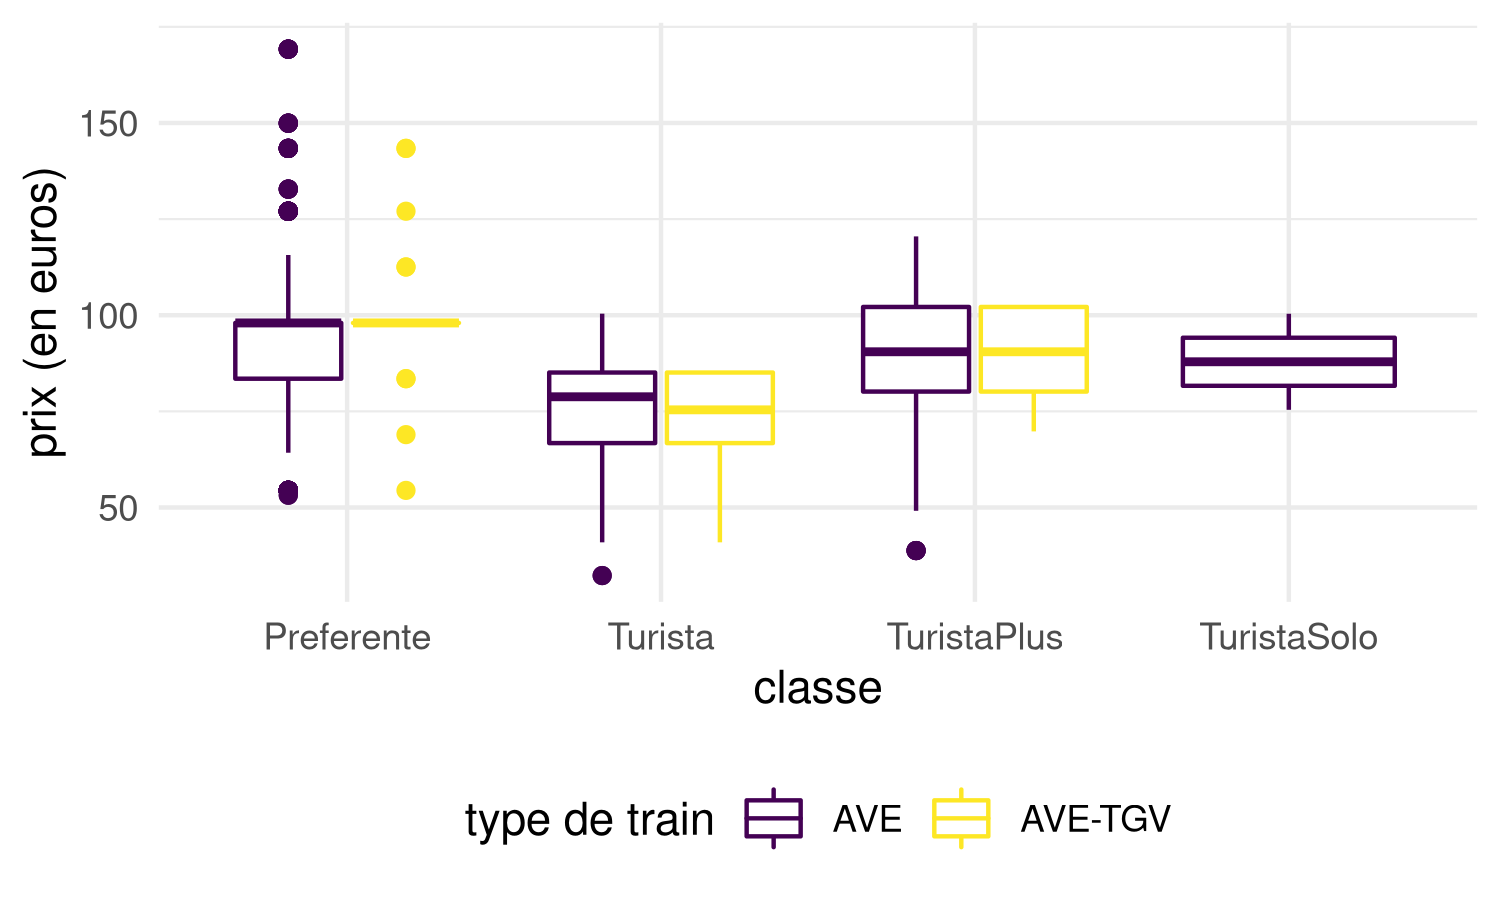 150
100
50
prix (en euros)
Preferente Turista TuristaPlus TuristaSolo
classe
type de train AVE AVE-TGV